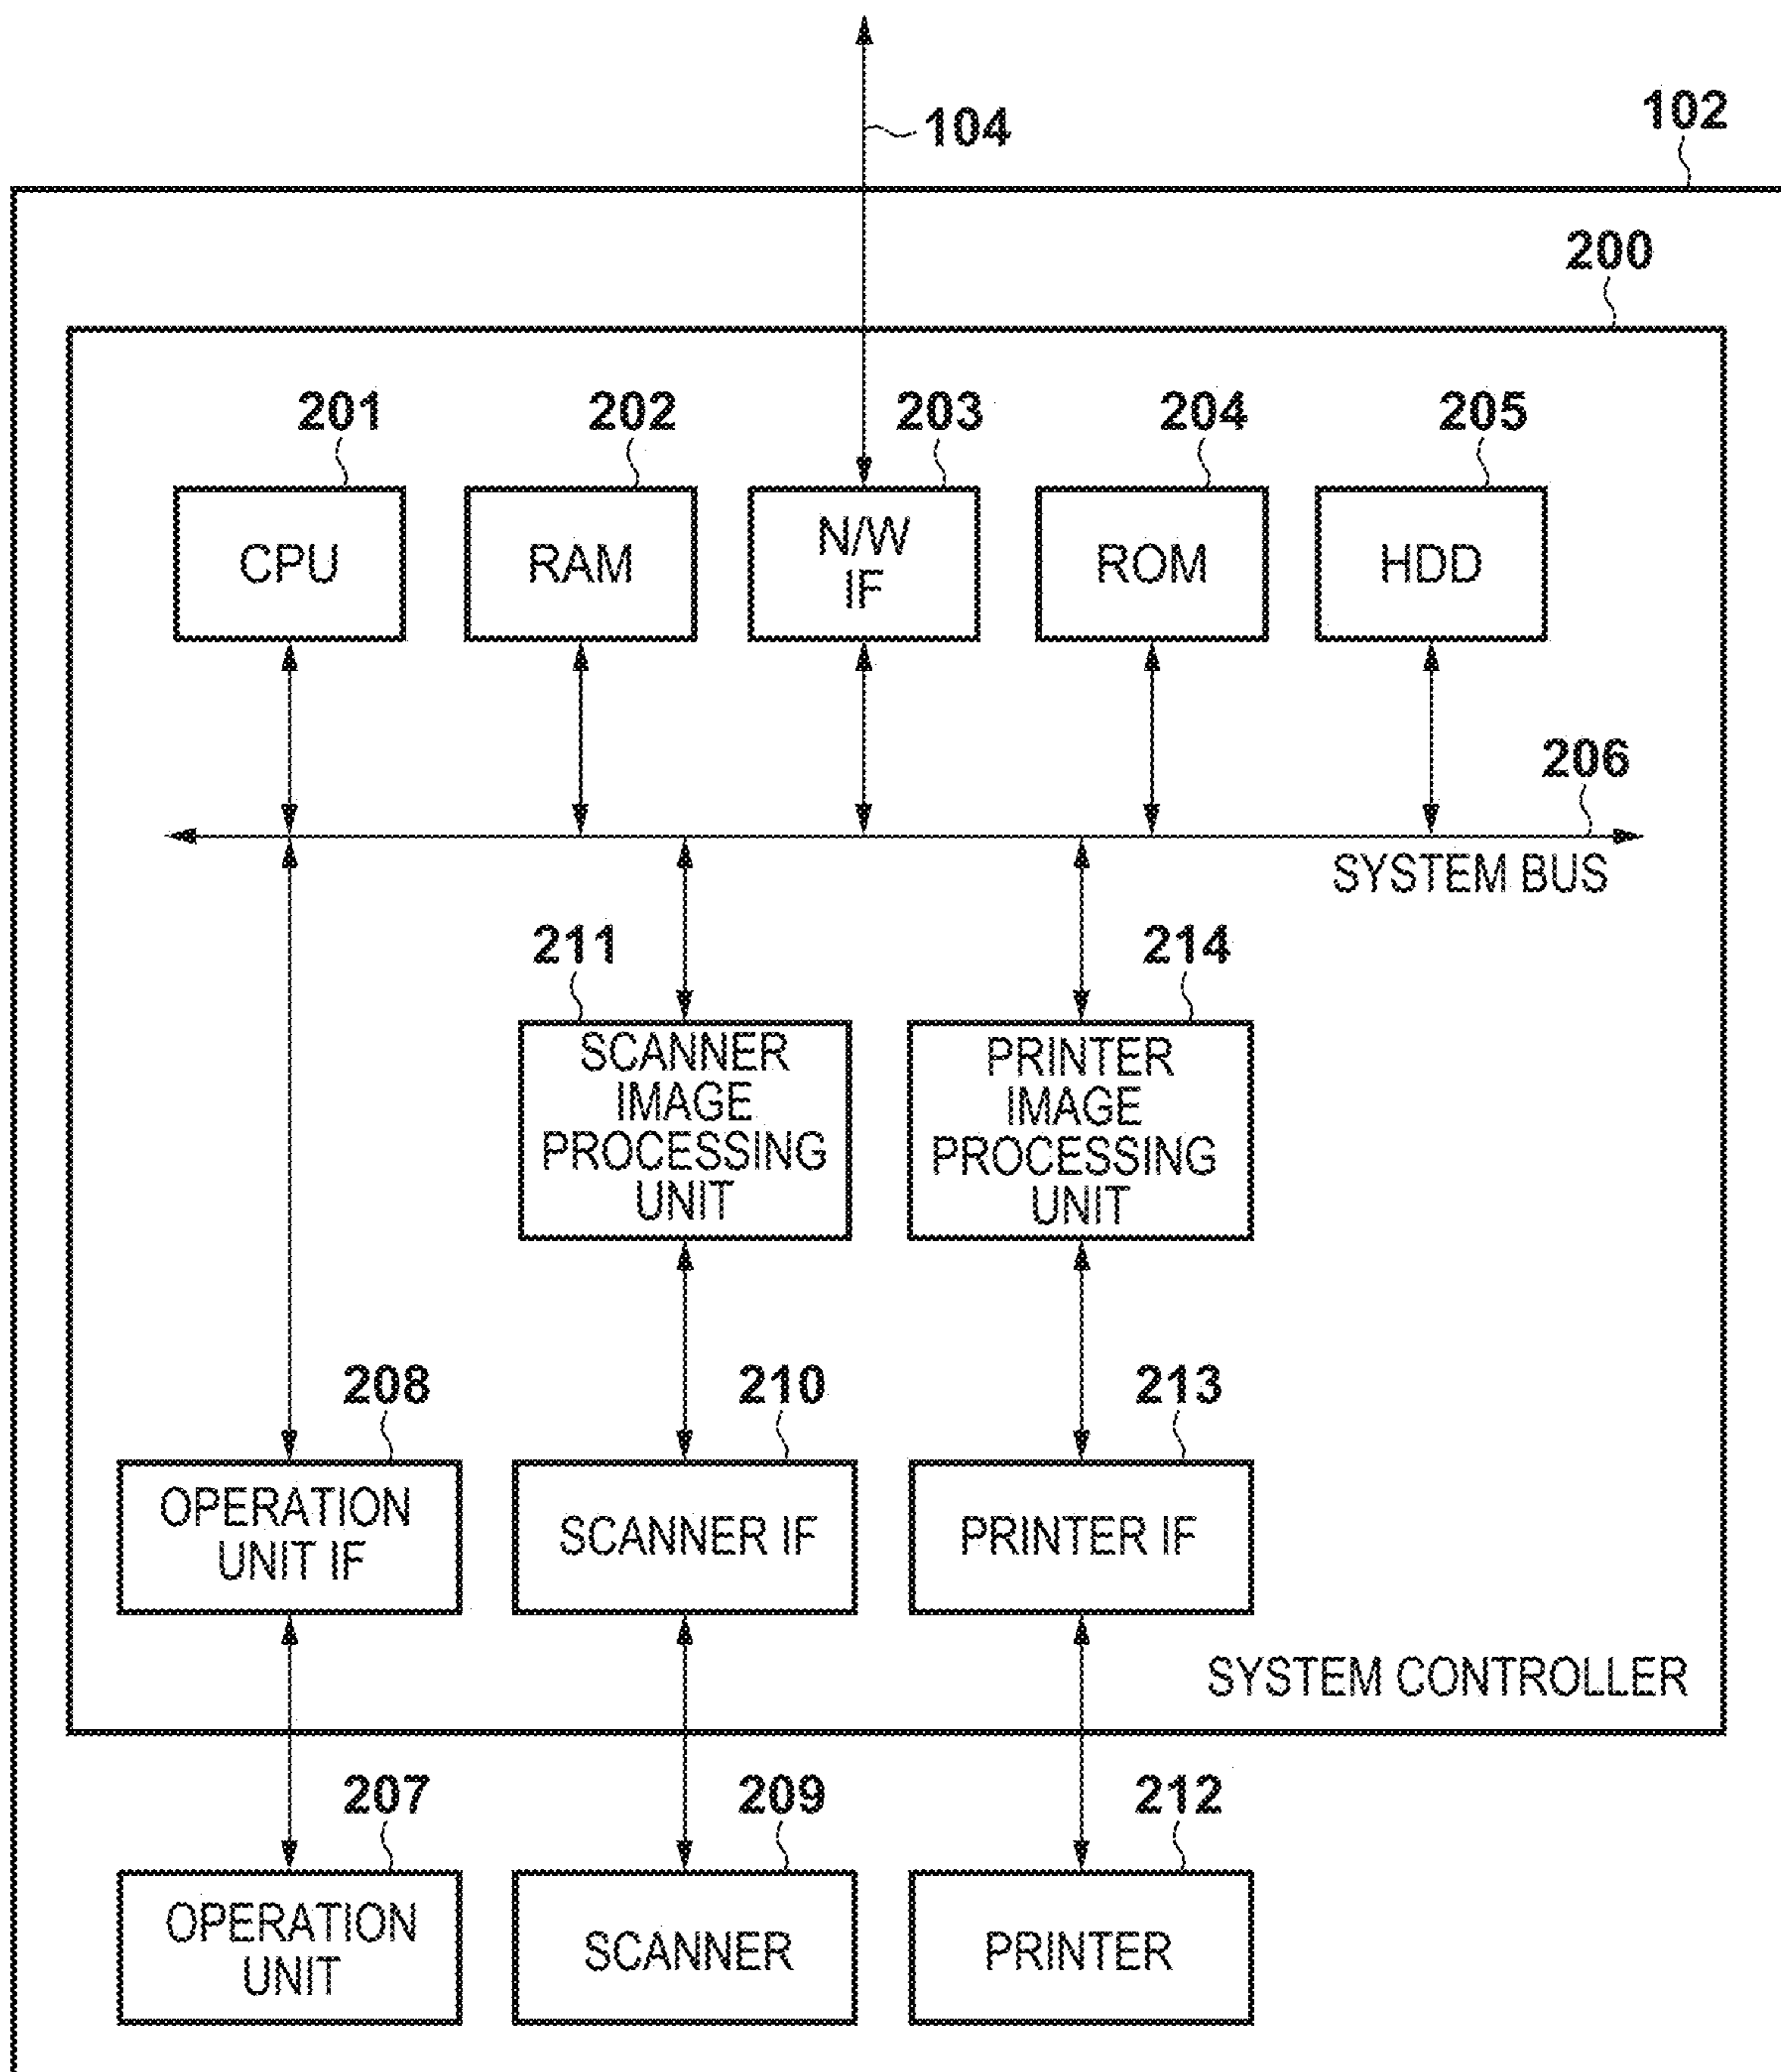 104
102
200
201
202
203
204
205
CPU
RAM
N/W
IF
ROM
HDD
206
SYSTEM BUS
211
214
SCANNER
IMAGE
PROCESSING
UNIT
PRINTER
IMAGE
PROCESSING
UNIT
208
210
213
OPERATION
UNIT IF
SCANNER IF
PRINTER IF
SYSTEM CONTROLLER
207
209
212
OPERATION
UNIT
SCANNER
PRINTER